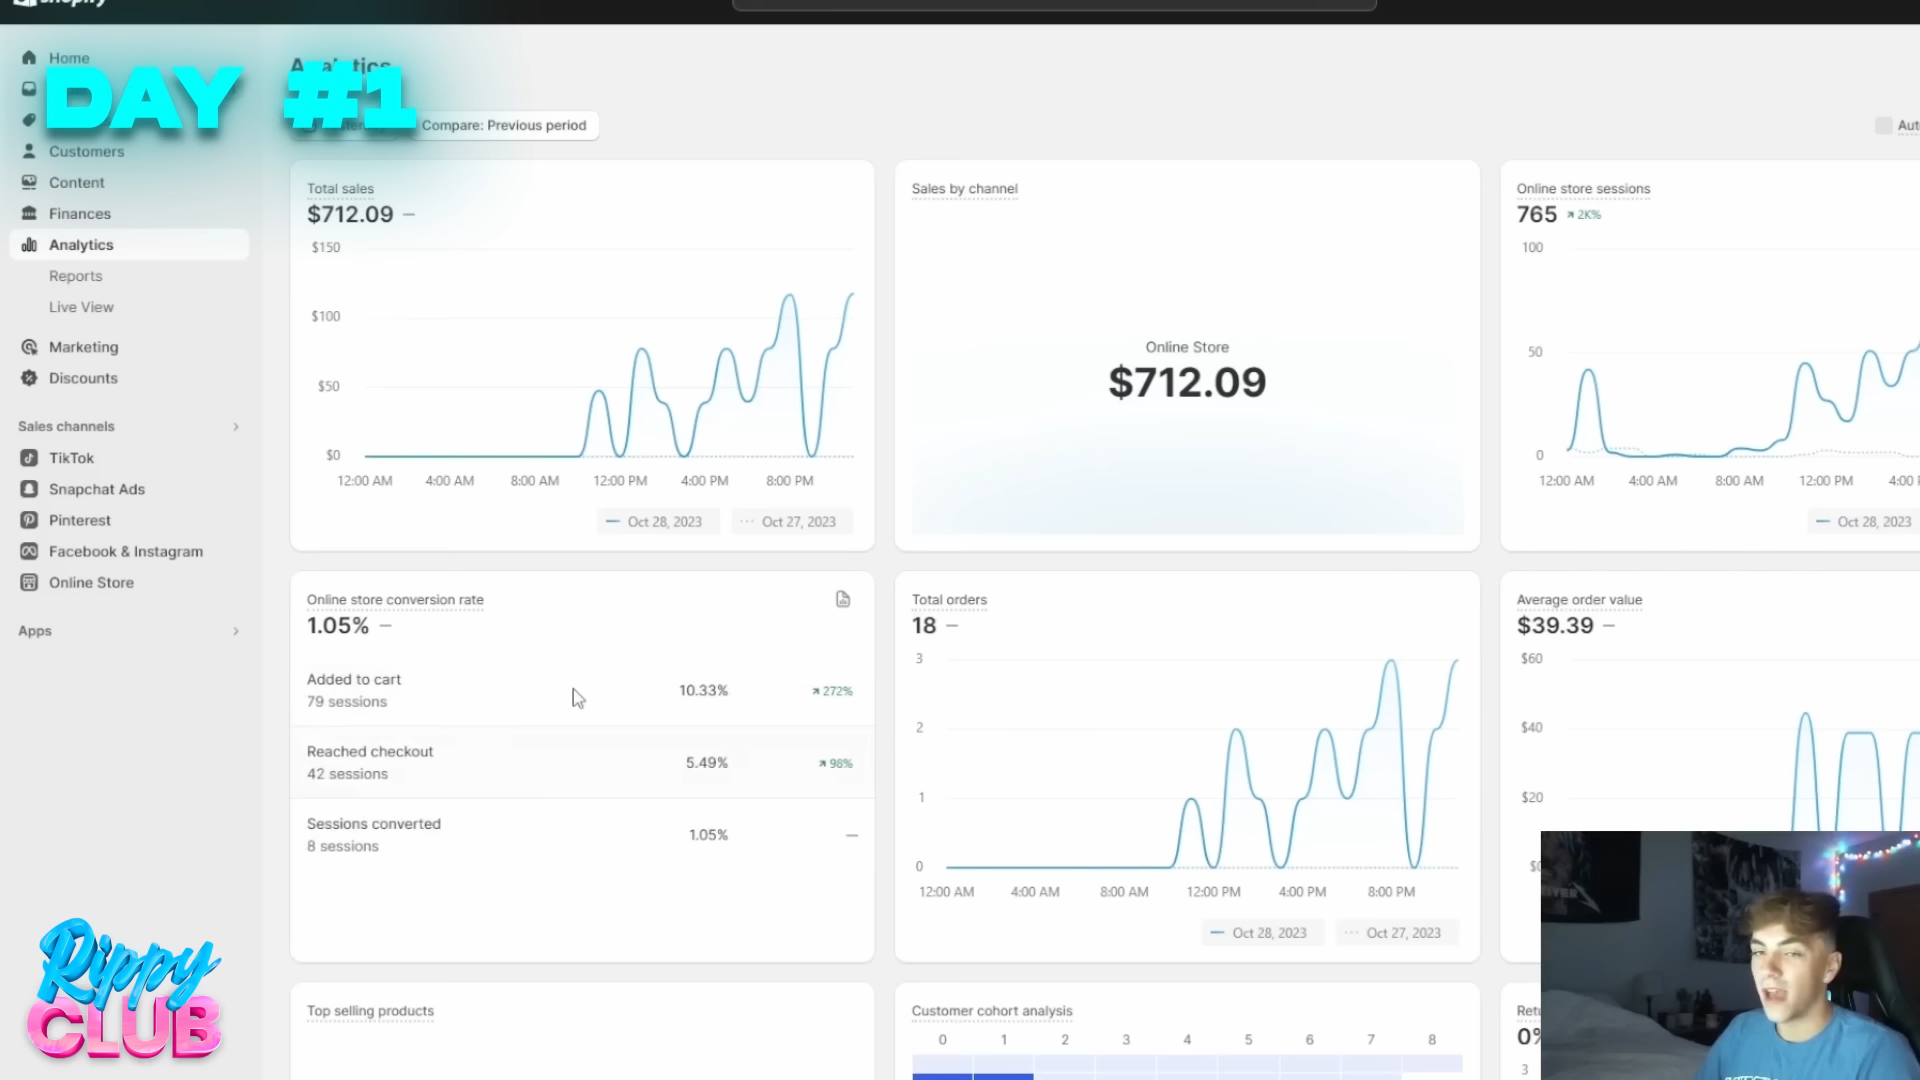 shopify
Home
DAY #1
Analytics
Compare: Previous period
Customers
Content
Finances
Analytics
Reports
Live View
Marketing
Discounts
Sales channels
TikTok
Snapchat Ads
Pinterest
Facebook & Instagram
Online Store
Apps
Total sales
$712.09 –
$150
$100
$50
$0
12:00 AM 4:00 AM 8:00 AM 12:00 PM 4:00 PM 8:00 PM
Oct 28, 2023 Oct 27, 2023
Sales by channel
Online Store
$712.09
Online store sessions
765 2K%
100
50
0
12:00 AM 4:00 AM 8:00 AM 12:00 PM 4:00
Oct 28, 2023
Online store conversion rate
1.05% –
Added to cart
79 sessions
10.33% 272%
Reached checkout
42 sessions
5.49% 98%
Sessions converted
8 sessions
1.05% –
Total orders
18 –
3
2
1
0
12:00 AM 4:00 AM 8:00 AM 12:00 PM 4:00 PM 8:00 PM
Oct 28, 2023 Oct 27, 2023
Average order value
$39.39 –
$60
$40
$20
Top selling products
Customer cohort analysis
0 1 2 3 4 5 6 7 8
0%
3
Rippy
CLUB